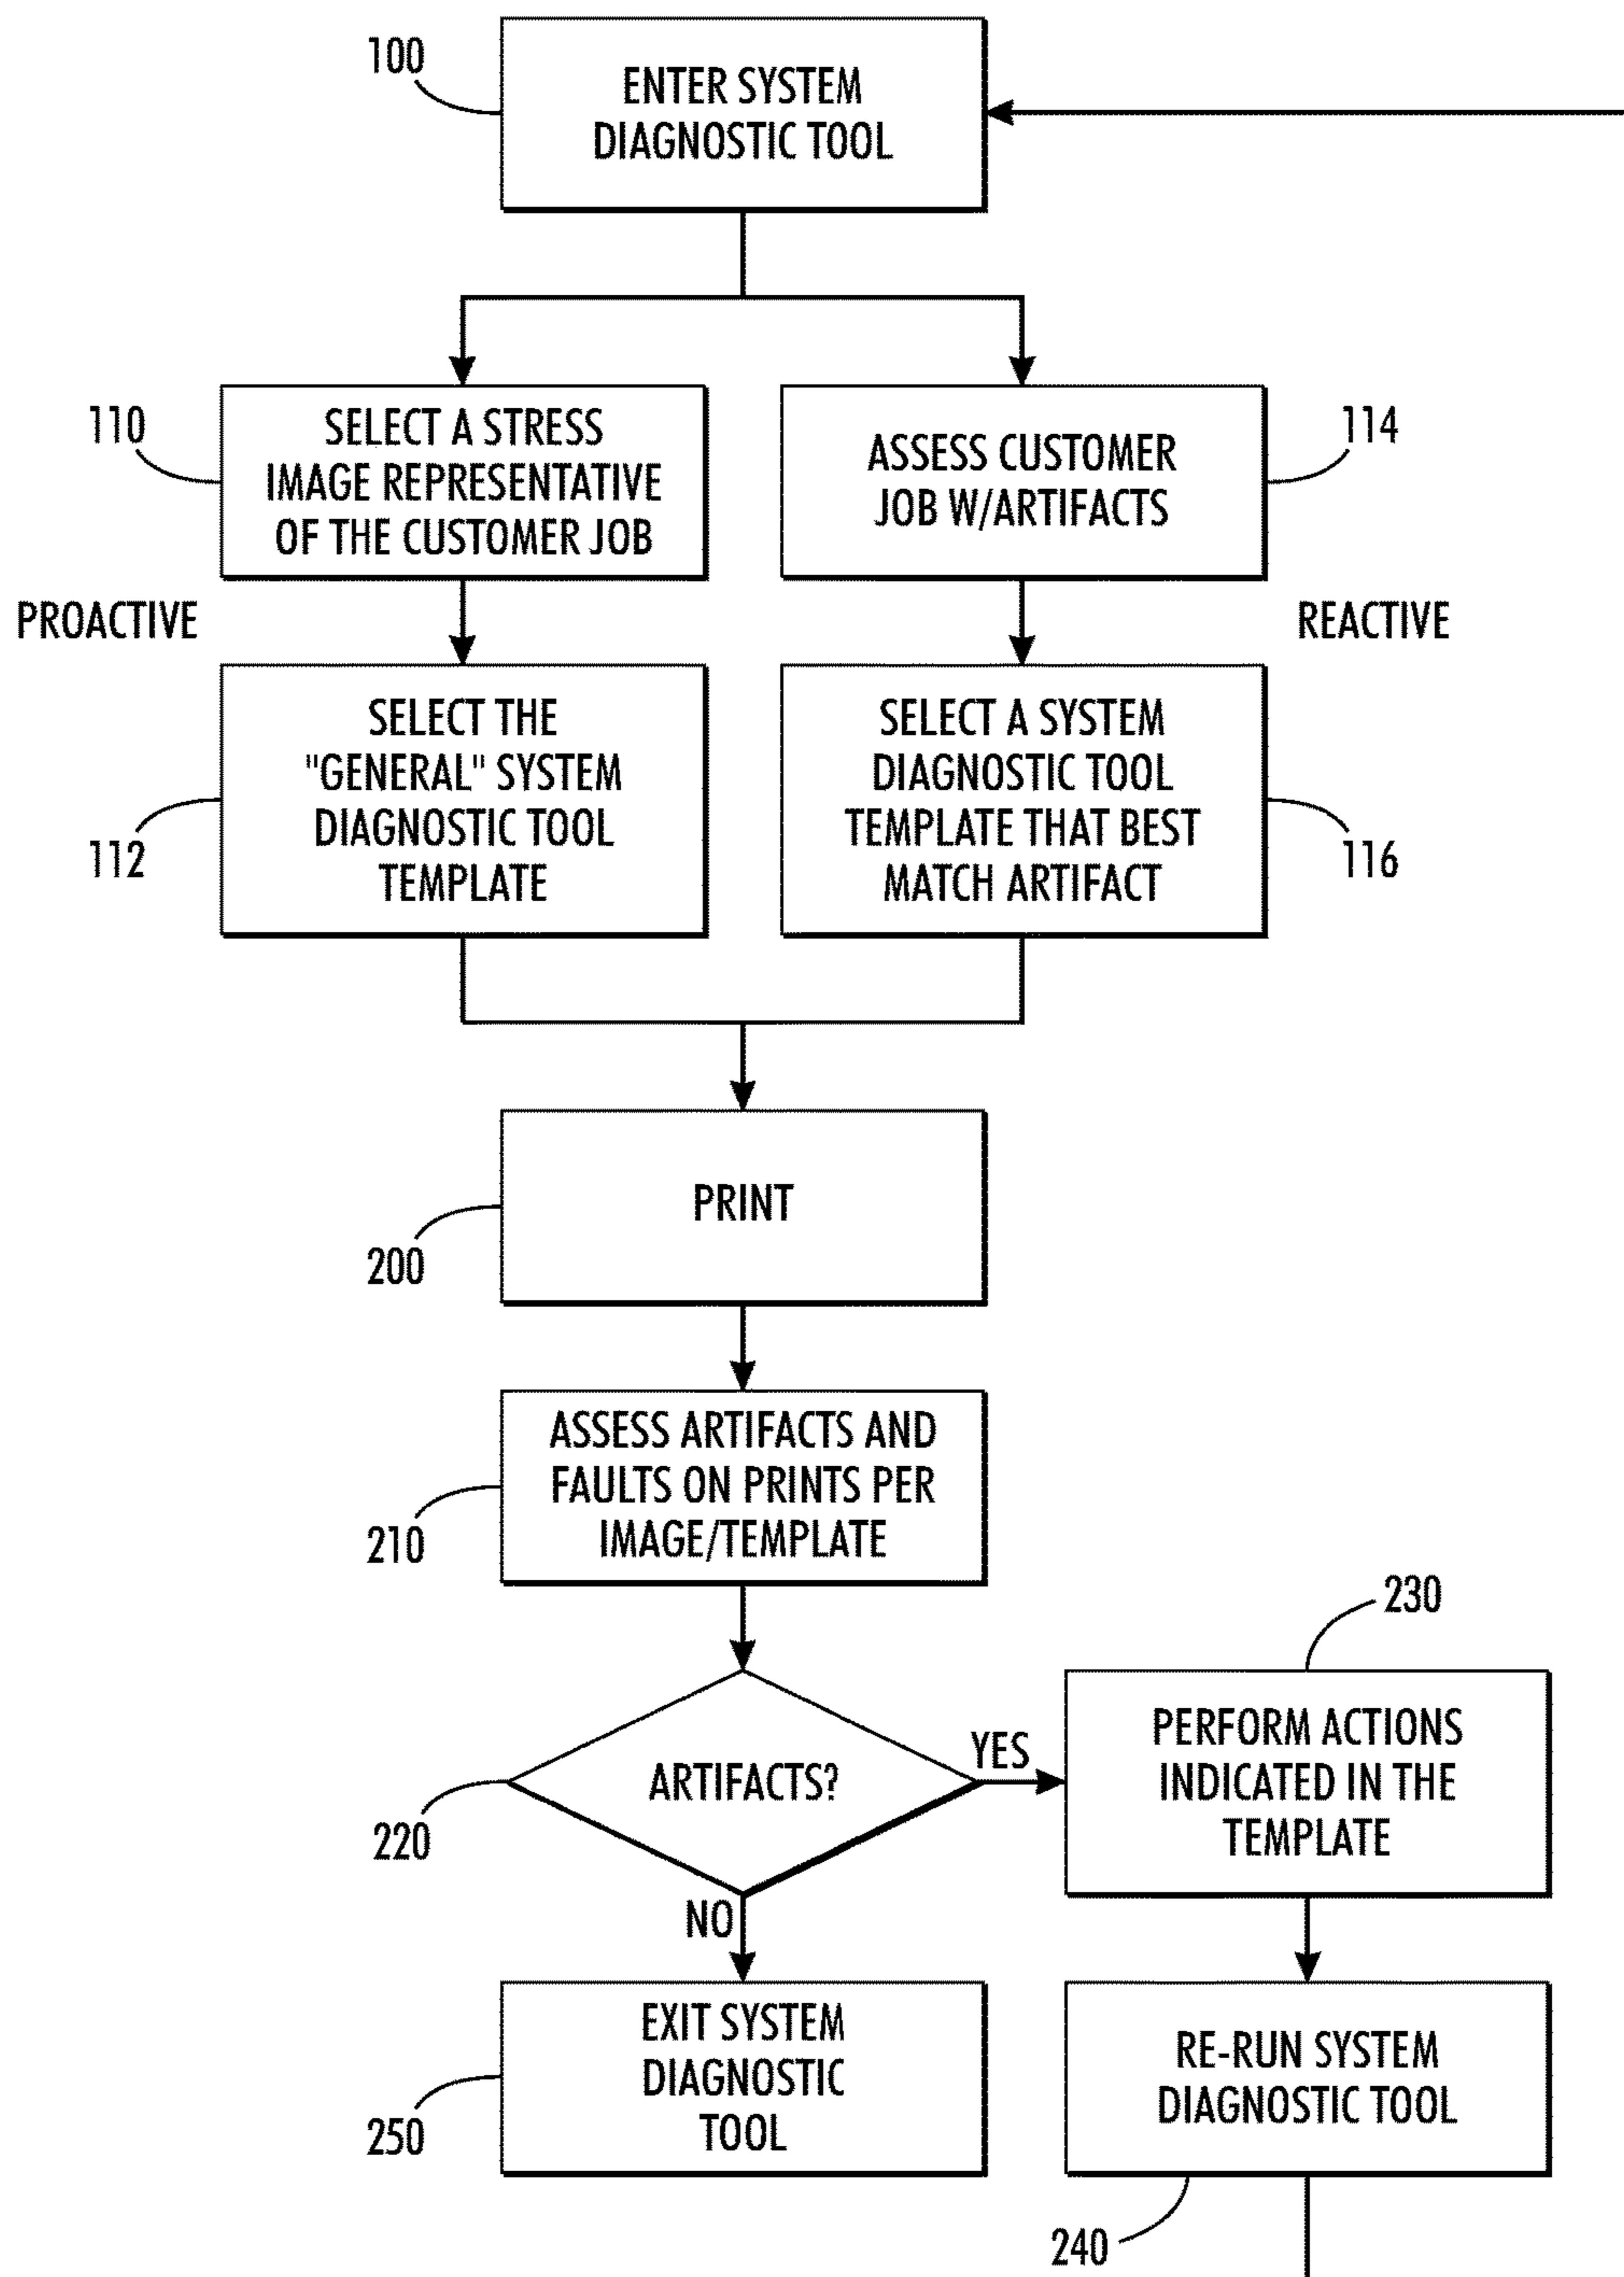 100
ENTER SYSTEM
DIAGNOSTIC TOOL
110
SELECT A STRESS
IMAGE REPRESENTATIVE
OF THE CUSTOMER JOB
ASSESS CUSTOMER
JOB W/ARTIFACTS
114
PROACTIVE
REACTIVE
112
SELECT THE
"GENERAL" SYSTEM
DIAGNOSTIC TOOL
TEMPLATE
SELECT A SYSTEM
DIAGNOSTIC TOOL
TEMPLATE THAT BEST
MATCH ARTIFACT
116
PRINT
200
ASSESS ARTIFACTS AND
FAULTS ON PRINTS PER
IMAGE/TEMPLATE
210
230
ARTIFACTS?
YES
220
NO
PERFORM ACTIONS
INDICATED IN THE
TEMPLATE
EXIT SYSTEM
DIAGNOSTIC
TOOL
250
RE-RUN SYSTEM
DIAGNOSTIC TOOL
240